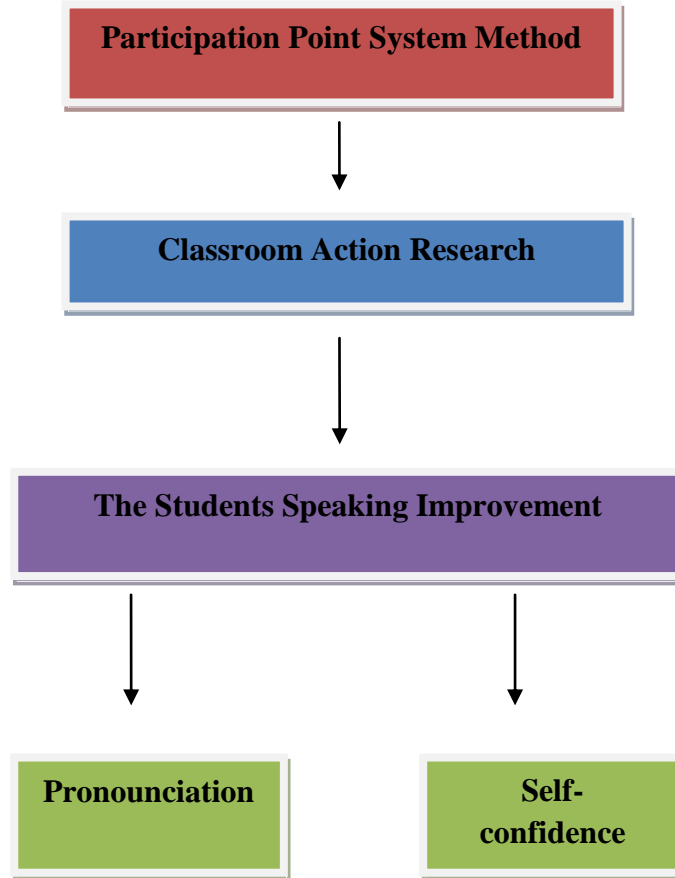 Participation Point System Method
Classroom Action Research
The Students Speaking Improvement
Pronounciation
Self-
confidence